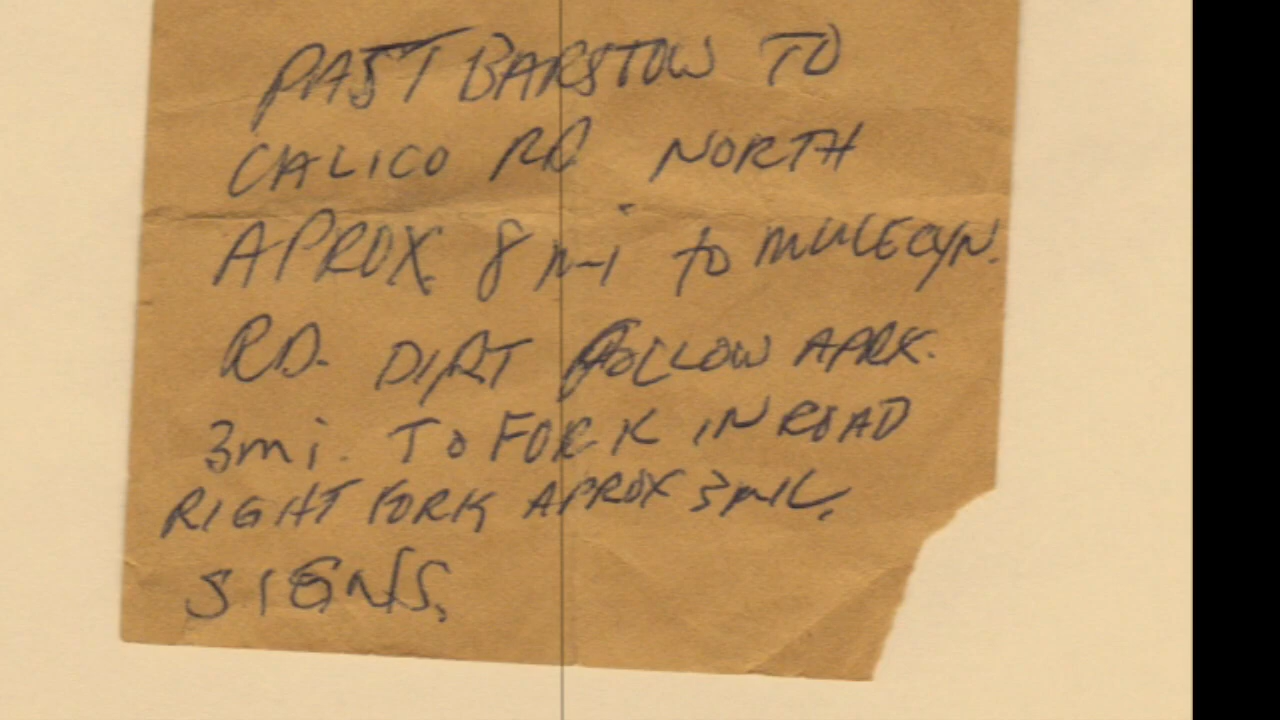 PAST BARSTOW TO
CALICO RD NORTH
APROX. 8 mi to MULECYN.
RD. DIRT FOLLOW APRX.
3mi. TO FORK IN ROAD
RIGHT FORK APROX 3 MIL.
SIGNS.